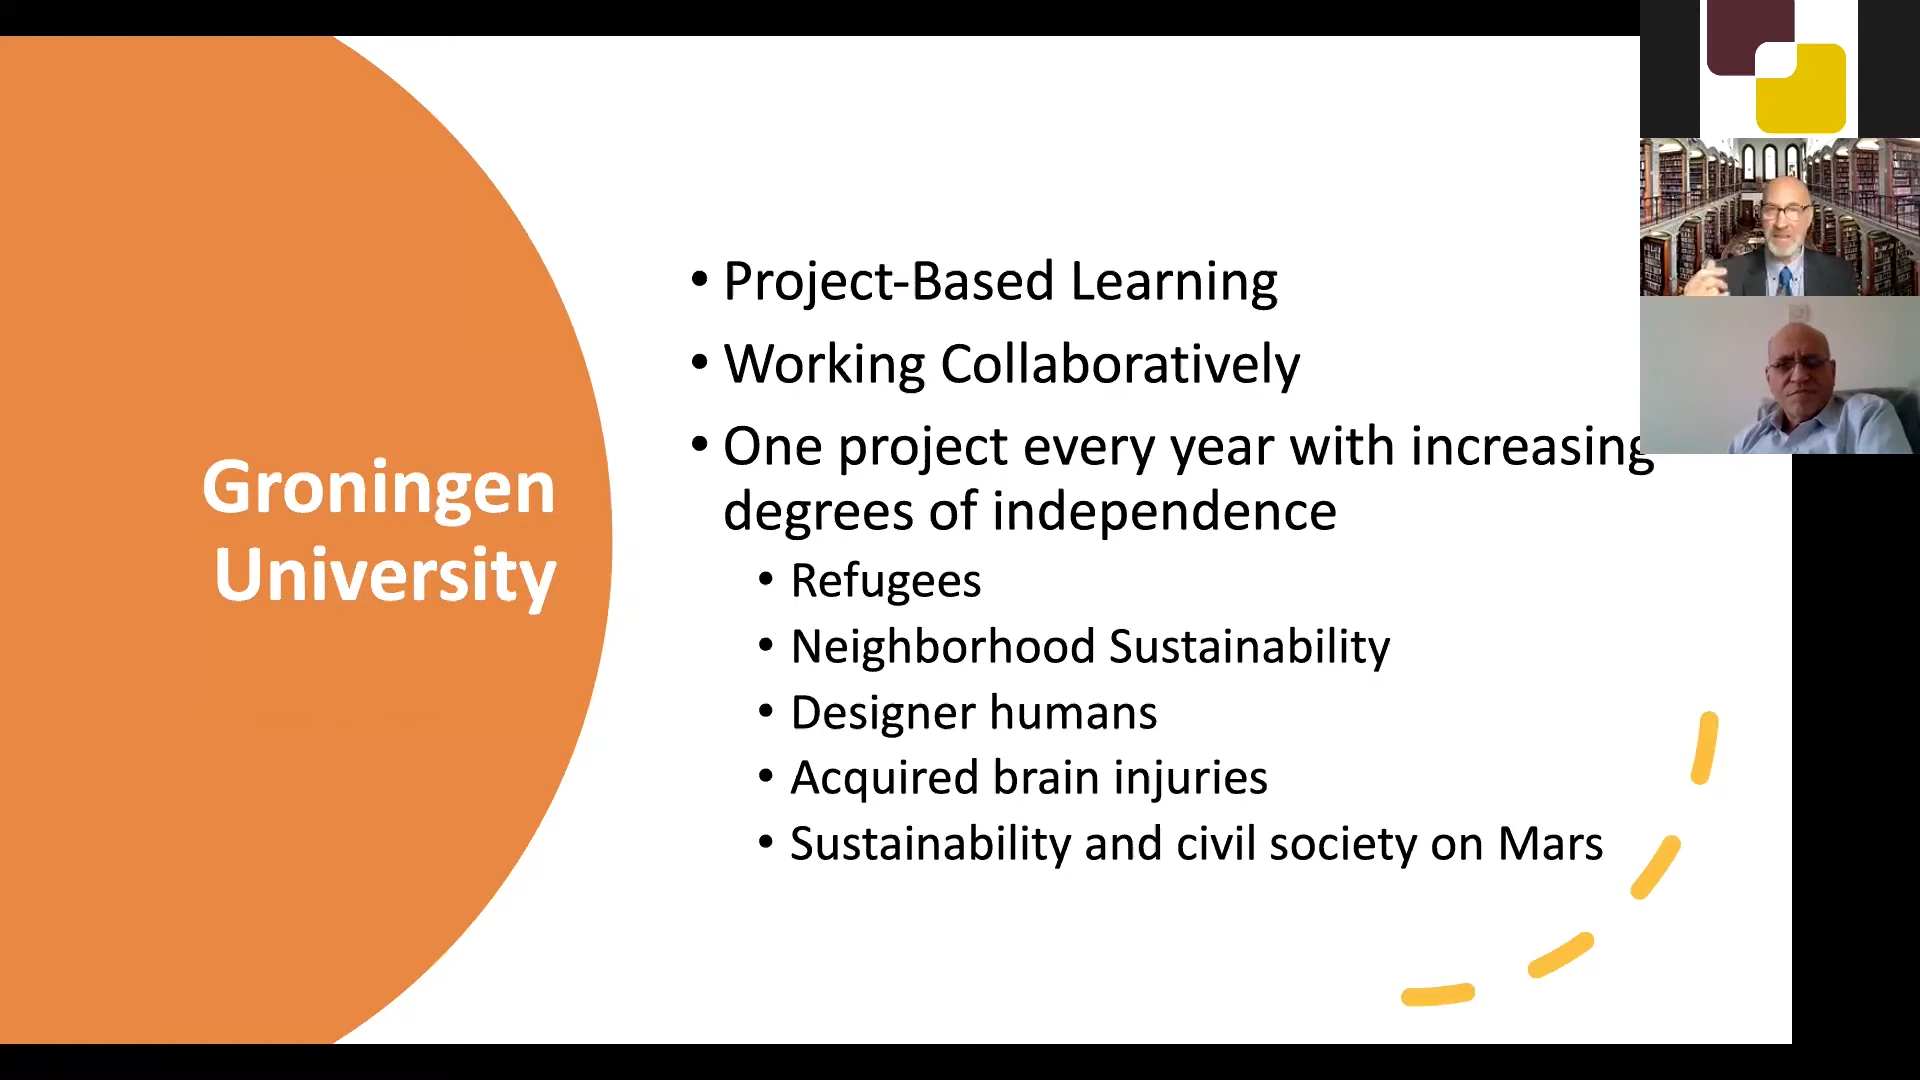 Groningen
University
• Project-Based Learning
• Working Collaboratively
• One project every year with increasing
degrees of independence
• Refugees
• Neighborhood Sustainability
• Designer humans
• Acquired brain injuries
• Sustainability and civil society on Mars